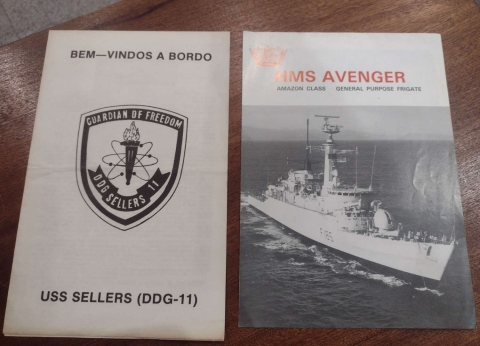 BEM—VINDOS A BORDO
GUARDIAN OF FREEDOM
DDG SELLERS 11
USS SELLERS (DDG-11)
HMS AVENGER
AMAZON CLASS GENERAL PURPOSE FRIGATE
F185